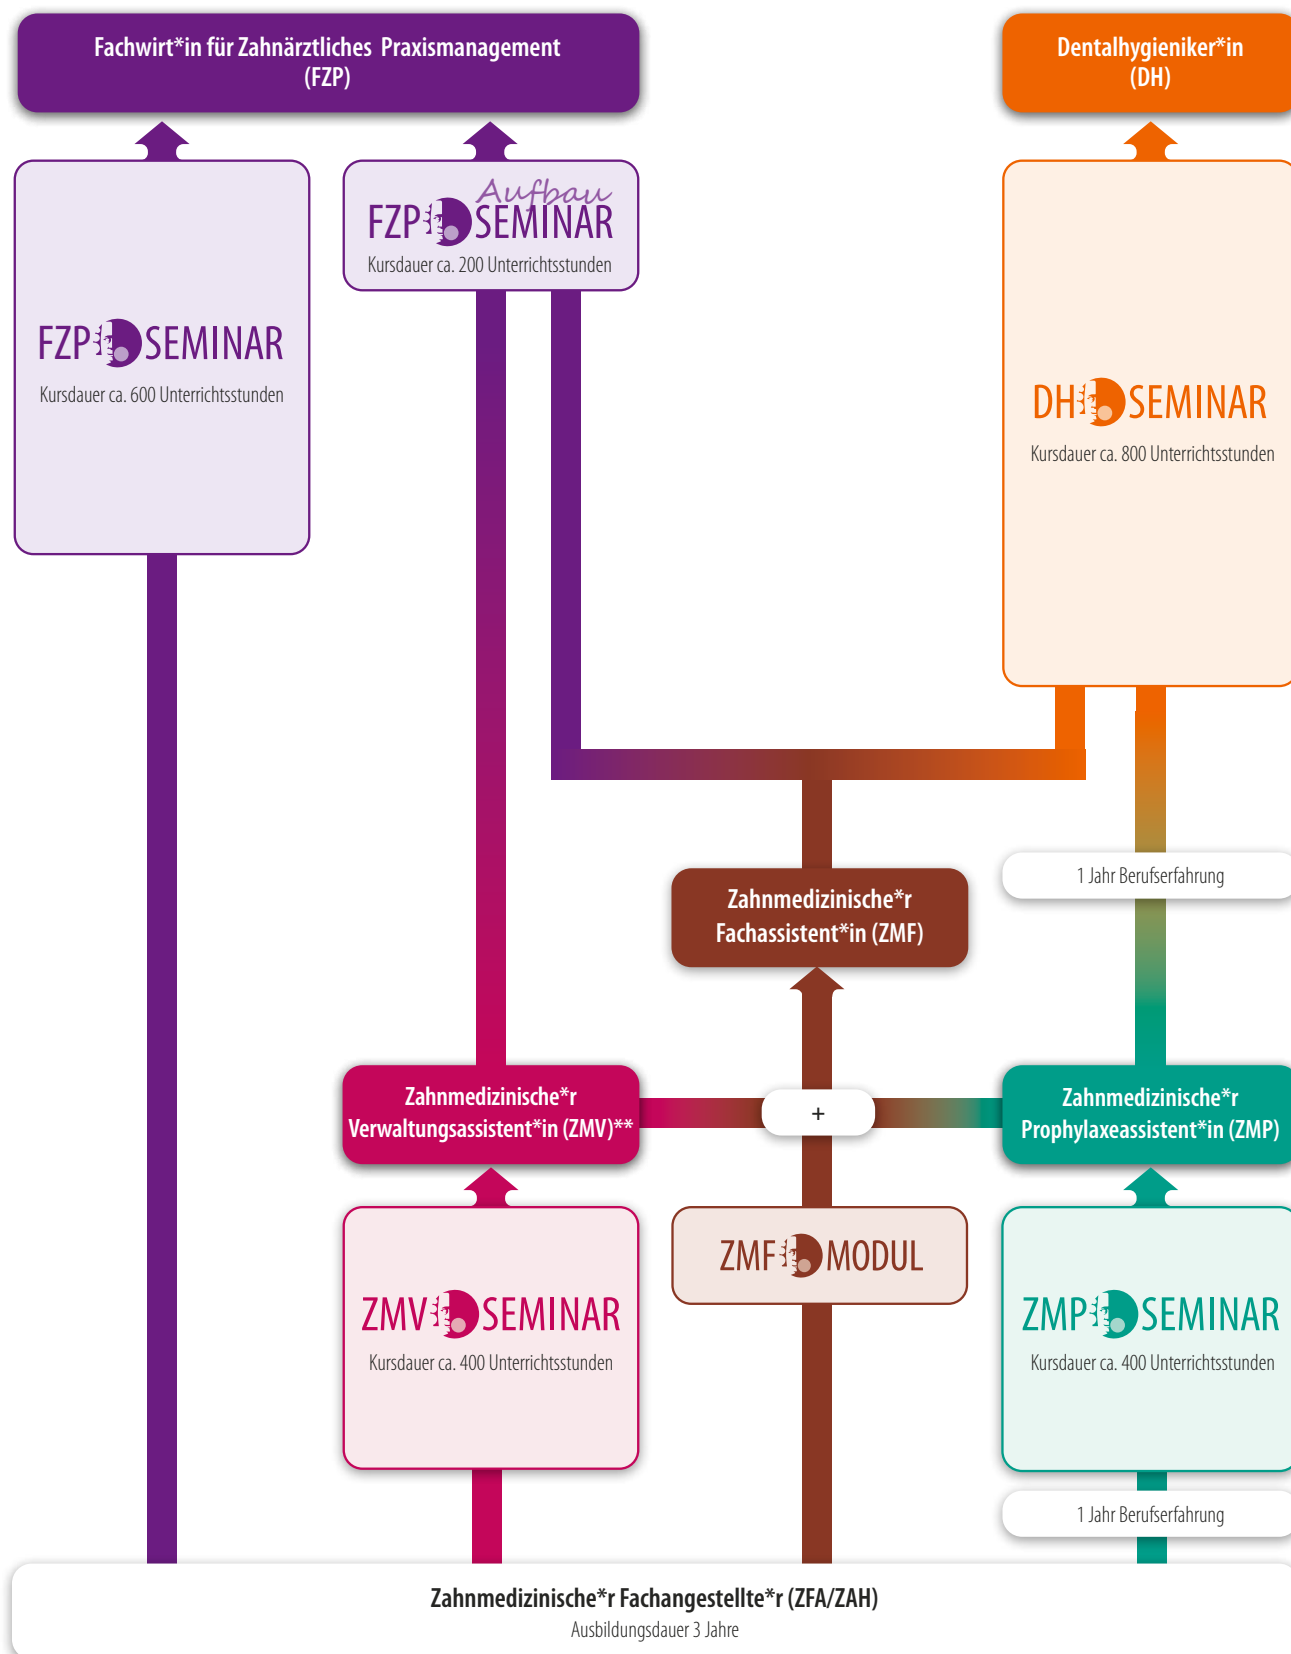 Fachwirt*in für Zahnärztliches Praxismanagement
(FZP)
Dentalhygieniker*in
(DH)
Aufbau
FZP SEMINAR
Kursdauer ca. 200 Unterrichtsstunden
FZP SEMINAR
Kursdauer ca. 600 Unterrichtsstunden
DH SEMINAR
Kursdauer ca. 800 Unterrichtsstunden
1 Jahr Berufserfahrung
Zahnmedizinische*r
Fachassistent*in (ZMF)
Zahnmedizinische*r
Verwaltungsassistent*in (ZMV)**
+
Zahnmedizinische*r
Prophylaxeassistent*in (ZMP)
ZMF MODUL
ZMV SEMINAR
Kursdauer ca. 400 Unterrichtsstunden
ZMP SEMINAR
Kursdauer ca. 400 Unterrichtsstunden
1 Jahr Berufserfahrung
Zahnmedizinische*r Fachangestellte*r (ZFA/ZAH)
Ausbildungsdauer 3 Jahre